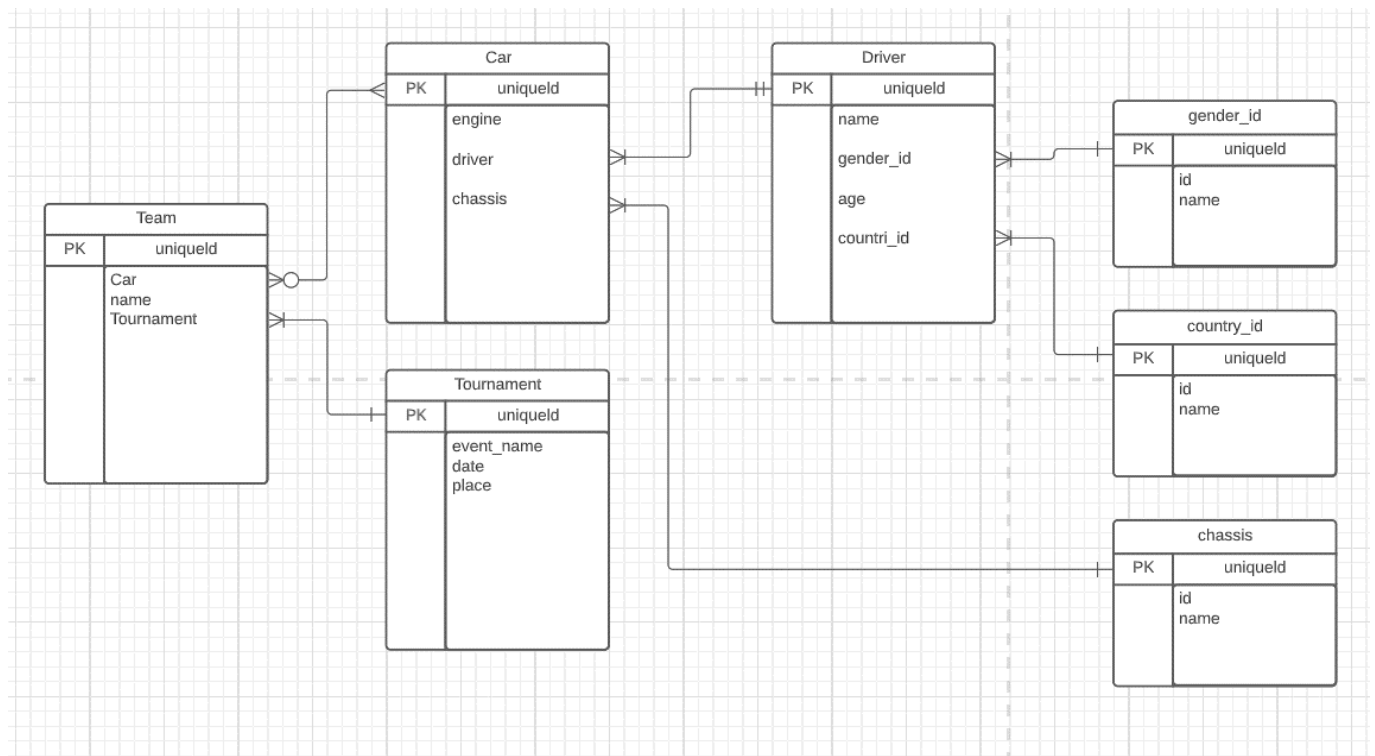 Car
PK uniqueId
engine
driver
chassis
Driver
PK uniqueId
name
gender_id
age
countri_id
gender_id
PK uniqueId
id
name
Team
PK uniqueId
Car
name
Tournament
country_id
PK uniqueId
id
name
Tournament
PK uniqueId
event_name
date
place
chassis
PK uniqueId
id
name